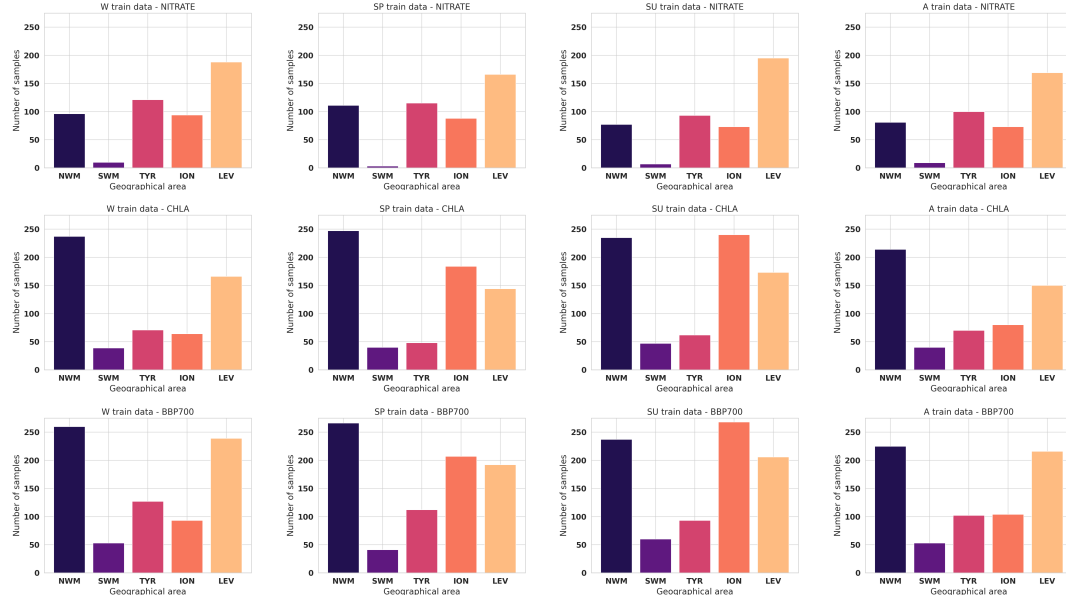 W train data - NITRATE
Number of samples
250
200
150
100
50
0
NWM SWM TYR ION LEV
Geographical area
SP train data - NITRATE
Number of samples
250
200
150
100
50
0
NWM SWM TYR ION LEV
Geographical area
SU train data - NITRATE
Number of samples
250
200
150
100
50
0
NWM SWM TYR ION LEV
Geographical area
A train data - NITRATE
Number of samples
250
200
150
100
50
0
NWM SWM TYR ION LEV
Geographical area
W train data - CHLA
Number of samples
250
200
150
100
50
0
NWM SWM TYR ION LEV
Geographical area
SP train data - CHLA
Number of samples
250
200
150
100
50
0
NWM SWM TYR ION LEV
Geographical area
SU train data - CHLA
Number of samples
250
200
150
100
50
0
NWM SWM TYR ION LEV
Geographical area
A train data - CHLA
Number of samples
250
200
150
100
50
0
NWM SWM TYR ION LEV
Geographical area
W train data - BBP700
Number of samples
250
200
150
100
50
0
NWM SWM TYR ION LEV
Geographical area
SP train data - BBP700
Number of samples
250
200
150
100
50
0
NWM SWM TYR ION LEV
Geographical area
SU train data - BBP700
Number of samples
250
200
150
100
50
0
NWM SWM TYR ION LEV
Geographical area
A train data - BBP700
Number of samples
250
200
150
100
50
0
NWM SWM TYR ION LEV
Geographical area